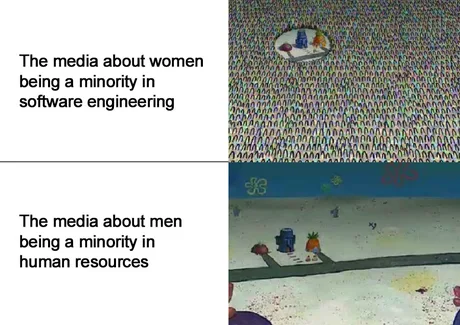 The media about women
being a minority in
software engineering
The media about men
being a minority in
human resources